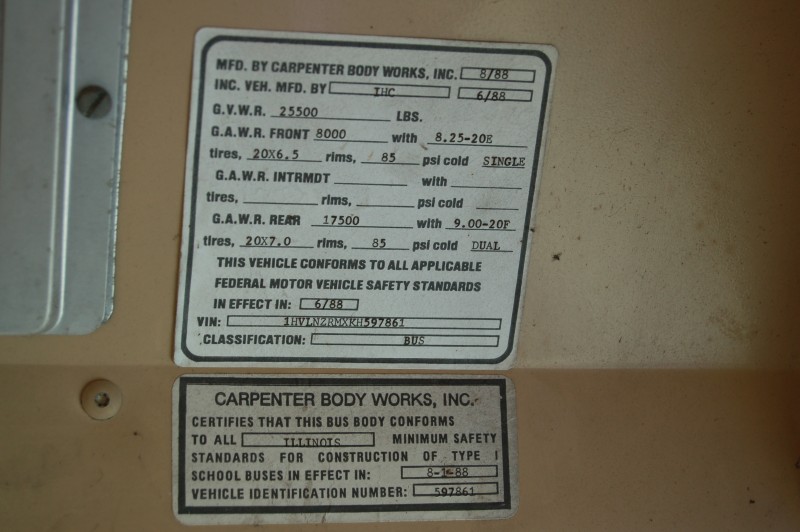 MFD. BY CARPENTER BODY WORKS, INC. 8/88
INC. VEH. MFD. BY IHC 6/88
G.V.W.R. 25500 LBS.
G.A.W.R. FRONT 8000 with 8.25-20E
tires, 20X6.5 rims, 85 psi cold SINGLE
G.A.W.R. INTRMDT with
tires, rims, psi cold
G.A.W.R. REAR 17500 with 9.00-20F
tires, 20X7.0 rims, 85 psi cold DUAL
THIS VEHICLE CONFORMS TO ALL APPLICABLE
FEDERAL MOTOR VEHICLE SAFETY STANDARDS
IN EFFECT IN: 6/88
VIN: 1HVLNZRMXKH597861
CLASSIFICATION: BUS
CARPENTER BODY WORKS, INC.
CERTIFIES THAT THIS BUS BODY CONFORMS
TO ALL ILLINOIS MINIMUM SAFETY
STANDARDS FOR CONSTRUCTION OF TYPE I
SCHOOL BUSES IN EFFECT IN: 8-1-88
VEHICLE IDENTIFICATION NUMBER: 597861